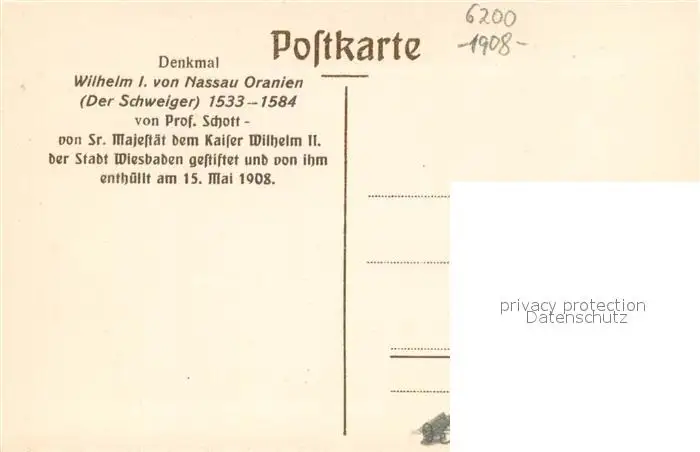 6200
-1908-
Poſtkarte
Denkmal
Wilhelm I. von Nassau Oranien
(Der Schweiger) 1533-1584
von Prof. Schott -
von Sr. Majeſtät dem Kaiſer Wilhelm II.
der Stadt Wiesbaden geſtiftet und von ihm
enthüllt am 15. Mai 1908.
privacy protection
Datenschutz